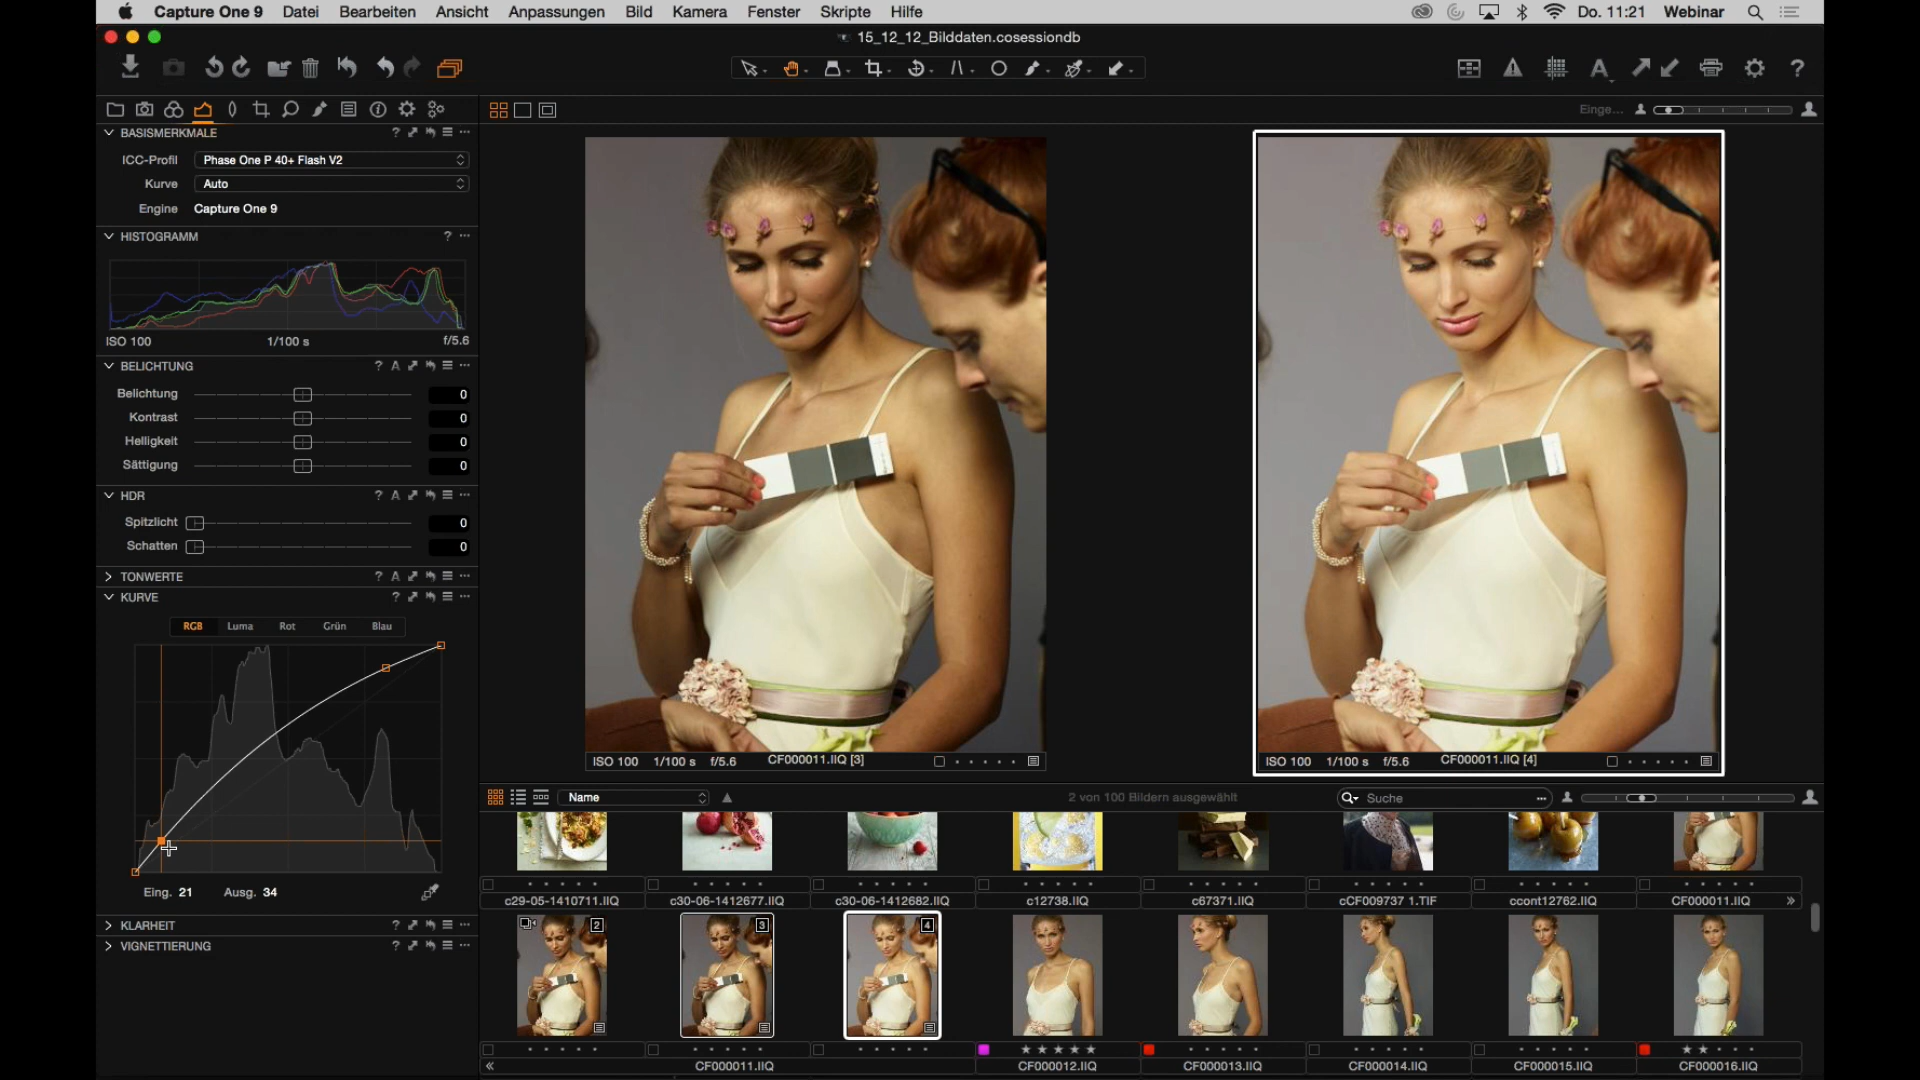 Capture One 9 Datei Bearbeiten Ansicht Anpassungen Bild Kamera Fenster Skripte Hilfe Do. 11:21 Webinar
15_12_12_Bilddaten.cosessiondb
Einge...
BASISMERKMALE
ICC-Profil Phase One P 40+ Flash V2
Kurve Auto
Engine Capture One 9
HISTOGRAMM
ISO 100 1/100 s f/5.6
BELICHTUNG
Belichtung 0
Kontrast 0
Helligkeit 0
Sättigung 0
HDR
Spitzlicht 0
Schatten 0
TONWERTE
KURVE
RGB Luma Rot Grün Blau
Eing. 21 Ausg. 34
KLARHEIT
VIGNETTIERUNG
ISO 100 1/100 s f/5.6 CF000011.IIQ [3]
ISO 100 1/100 s f/5.6 CF000011.IIQ [4]
Name 2 von 100 Bildern ausgewählt Suche
c29-05-1410711.IIQ c30-06-1412677.IIQ c30-06-1412682.IIQ c12738.IIQ c67371.IIQ cCF009737 1.TIF ccont12762.IIQ CF000011.IIQ
2 3 4
CF000011.IIQ CF000012.IIQ CF000013.IIQ CF000014.IIQ CF000015.IIQ CF000016.IIQ